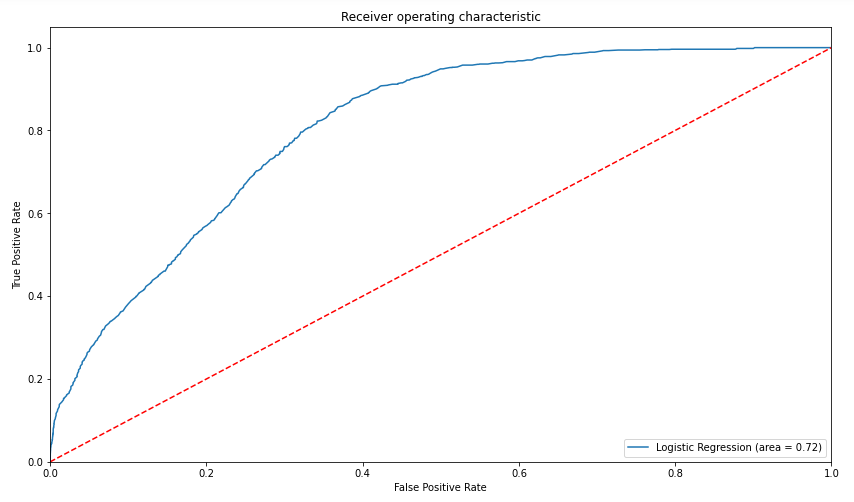 Receiver operating characteristic
1.0
0.8
0.6
0.4
0.2
0.0
True Positive Rate
0.0 0.2 0.4 0.6 0.8 1.0
False Positive Rate
Logistic Regression (area = 0.72)